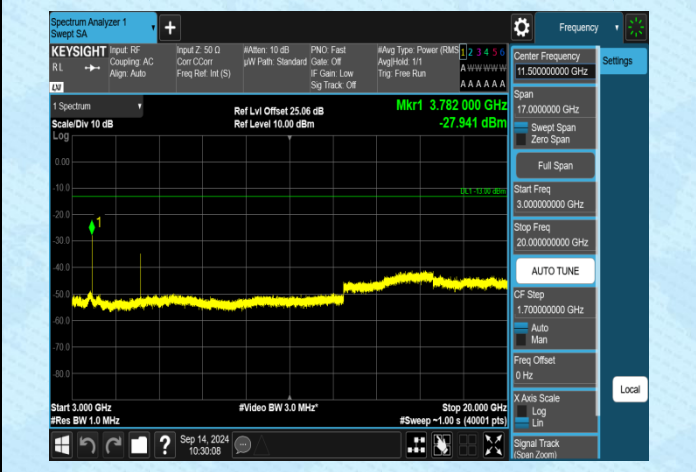 Spectrum Analyzer 1
Swept SA
Frequency
KEYSIGHT
RL
LXI
Input: RF
Coupling: AC
Align: Auto
Input Z: 50 Ω
Corr CCorr
Freq Ref: Int (S)
#Atten: 10 dB
µW Path: Standard
PNO: Fast
Gate: Off
IF Gain: Low
Sig Track: Off
#Avg Type: Power (RMS
Avg|Hold: 1/1
Trig: Free Run
1 2 3 4 5 6
A W W W W W
A A A A A A
1 Spectrum
Scale/Div 10 dB
Log
Ref Lvl Offset 25.06 dB
Ref Level 10.00 dBm
Mkr1 3.782 000 GHz
-27.941 dBm
0.00
-10.0
DL1 -13.00 dBm
-20.0
1
-30.0
-40.0
-50.0
-60.0
-70.0
-80.0
Start 3.000 GHz
#Res BW 1.0 MHz
#Video BW 3.0 MHz*
Stop 20.000 GHz
#Sweep ~1.00 s (40001 pts)
Center Frequency
11.500000000 GHz
Settings
Span
17.0000000 GHz
Swept Span
Zero Span
Full Span
Start Freq
3.000000000 GHz
Stop Freq
20.000000000 GHz
AUTO TUNE
CF Step
1.700000000 GHz
Auto
Man
Freq Offset
0 Hz
X Axis Scale
Log
Lin
Signal Track
(Span Zoom)
Local
?
Sep 14, 2024
10:30:08